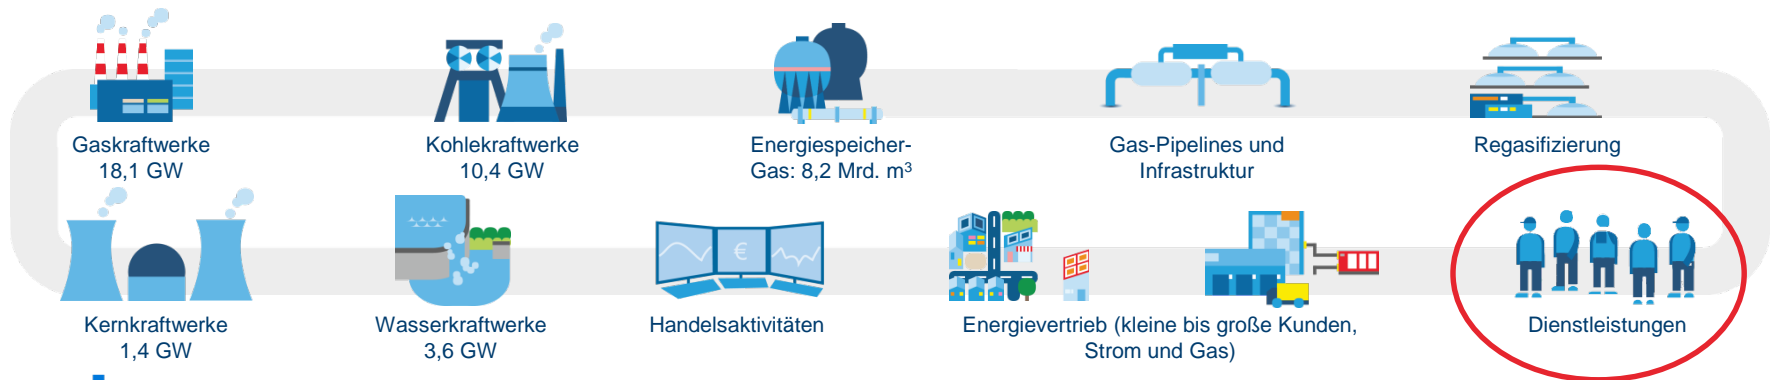 Gaskraftwerke
18,1 GW
Kohlekraftwerke
10,4 GW
Energiespeicher-
Gas: 8,2 Mrd. m³
Gas-Pipelines und
Infrastruktur
Regasifizierung
€
Kernkraftwerke
1,4 GW
Wasserkraftwerke
3,6 GW
Handelsaktivitäten
Energievertrieb (kleine bis große Kunden,
Strom und Gas)
Dienstleistungen